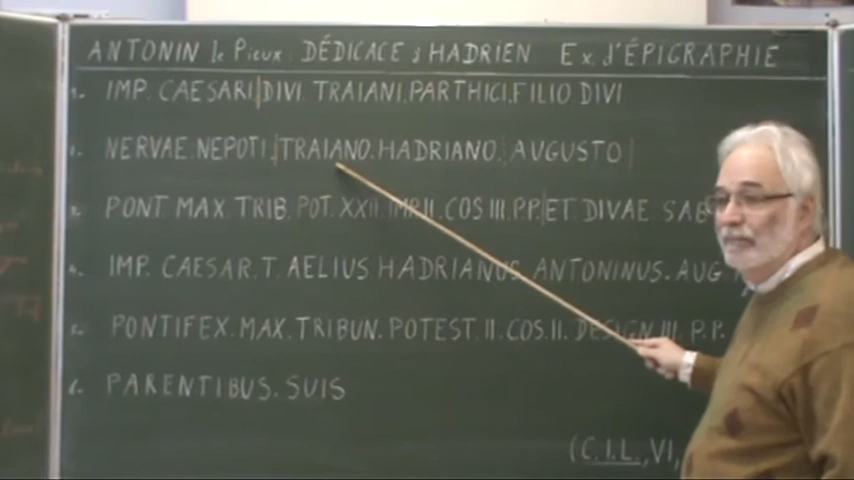 ANTONIN le Pieux. DÉDICACE à HADRIEN Ex. d'ÉPIGRAPHIE
1. IMP. CAESARI|DIVI TRAIANI.PARTHICI.FILIO DIVI
NERVAE.NEPOTI.|TRAIANO.HADRIANO.|AUGUSTO|
3. PONT MAX.TRIB.POT.XXII.IMP.II.COS III.P.P.|ET.DIVAE SAB
4. IMP. CAESAR.T. AELIUS HADRIANUS.ANTONINUS.AUG
5. PONTIFEX.MAX.TRIBUN.POTEST.II.COS.II.DESIGN.III.P.P.
6. PARENTIBUS.SUIS
(C.I.L.,VI,